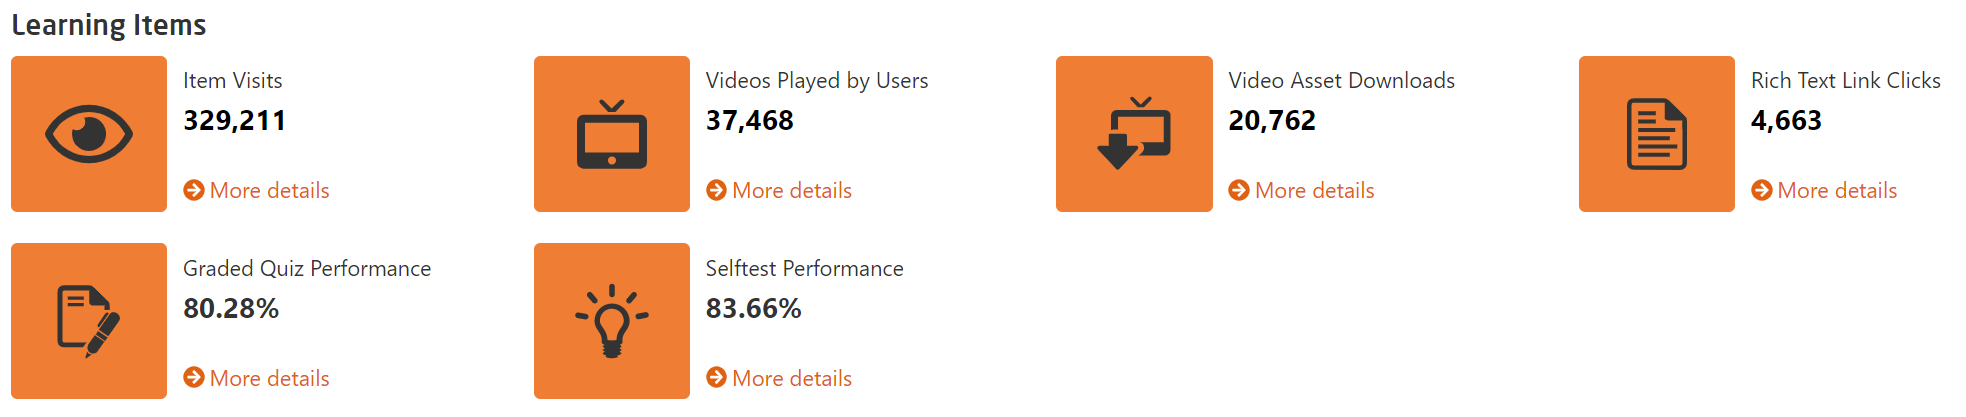 Learning Items
Item Visits
329,211
More details
Videos Played by Users
37,468
More details
Video Asset Downloads
20,762
More details
Rich Text Link Clicks
4,663
More details
Graded Quiz Performance
80.28%
More details
Selftest Performance
83.66%
More details